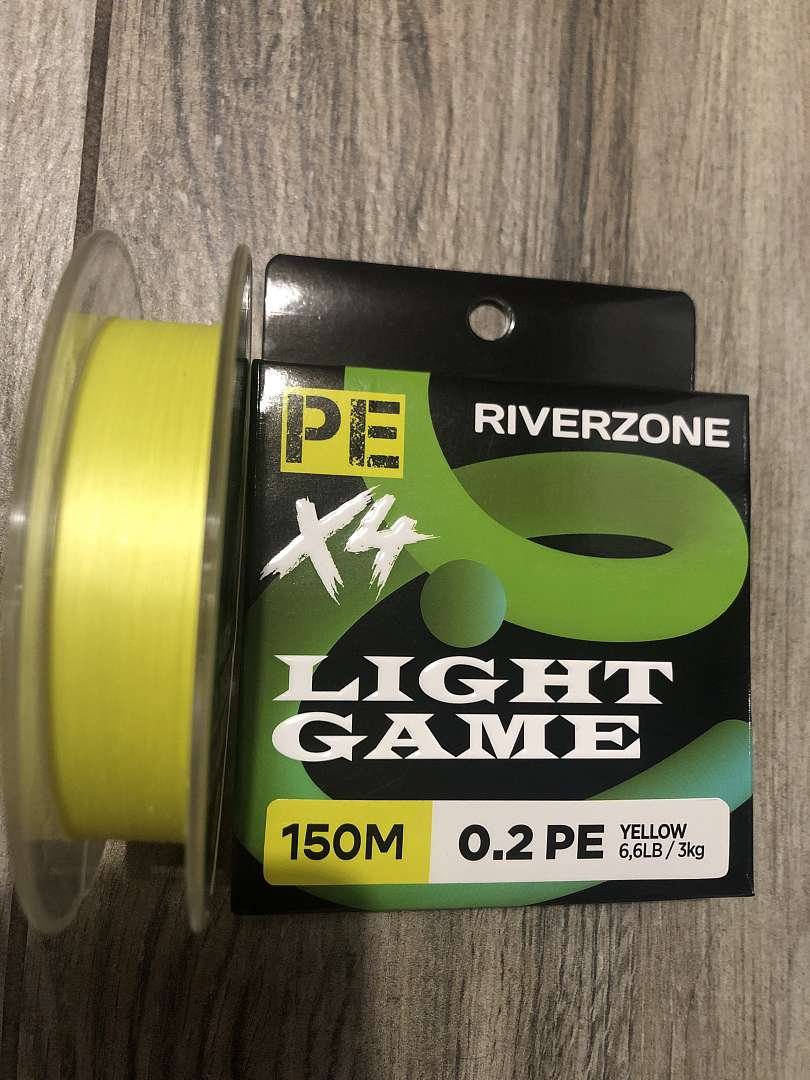 PE
RIVERZONE
X4
LIGHT
GAME
150M
0.2 PE
YELLOW
6,6LB / 3kg